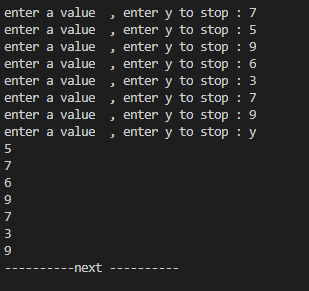 enter a value  , enter y to stop : 7
enter a value  , enter y to stop : 5
enter a value  , enter y to stop : 9
enter a value  , enter y to stop : 6
enter a value  , enter y to stop : 3
enter a value  , enter y to stop : 7
enter a value  , enter y to stop : 9
enter a value  , enter y to stop : y
5
7
6
9
7
3
9
----------next ----------